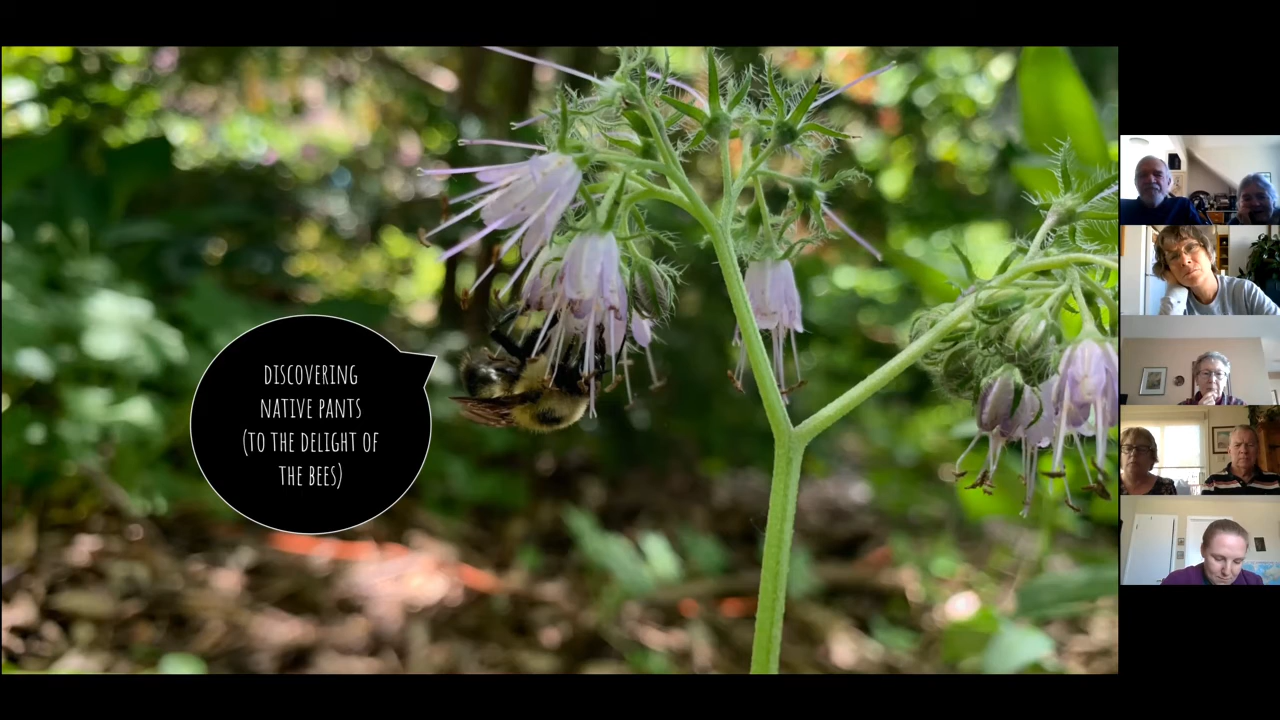 DISCOVERING
NATIVE PANTS
(TO THE DELIGHT OF
THE BEES)